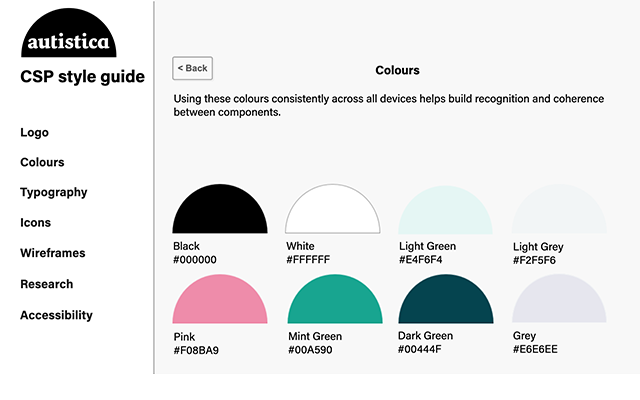 autistica
CSP style guide
Logo
Colours
Typography
Icons
Wireframes
Research
Accessibility
< Back
Colours
Using these colours consistently across all devices helps build recognition and coherence
between components.
Black
#000000
White
#FFFFFF
Light Green
#E4F6F4
Light Grey
#F2F5F6
Pink
#F08BA9
Mint Green
#00A590
Dark Green
#00444F
Grey
#E6E6EE